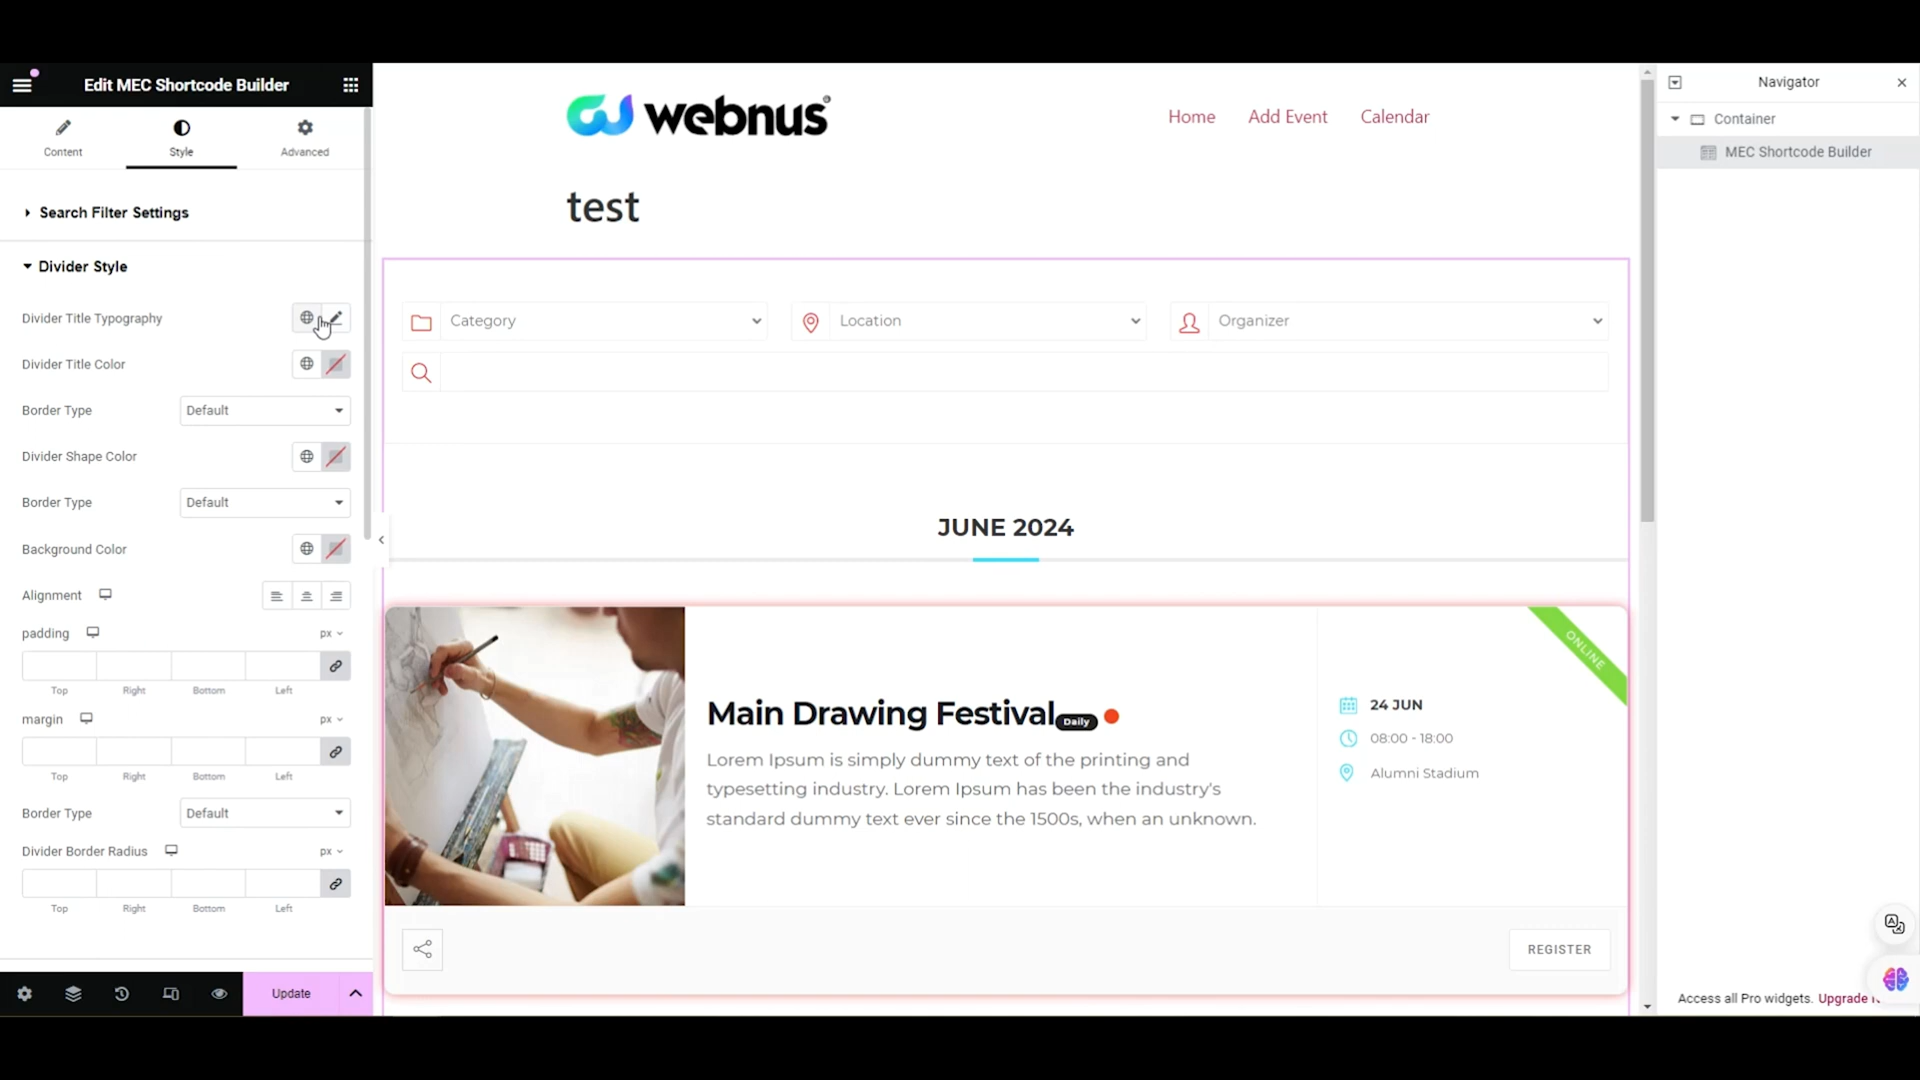 Edit MEC Shortcode Builder
Content
Style
Advanced
Search Filter Settings
Divider Style
Divider Title Typography
Divider Title Color
Border Type
Default
Divider Shape Color
Border Type
Default
Background Color
Alignment
padding
px
Top
Right
Bottom
Left
margin
px
Top
Right
Bottom
Left
Border Type
Default
Divider Border Radius
px
Top
Right
Bottom
Left
Update
webnus®
Home
Add Event
Calendar
test
Category
Location
Organizer
JUNE 2024
Main Drawing Festival
Daily
Lorem Ipsum is simply dummy text of the printing and
typesetting industry. Lorem Ipsum has been the industry's
standard dummy text ever since the 1500s, when an unknown.
ONLINE
24 JUN
08:00 - 18:00
Alumni Stadium
REGISTER
Navigator
Container
MEC Shortcode Builder
Access all Pro widgets. Upgrade